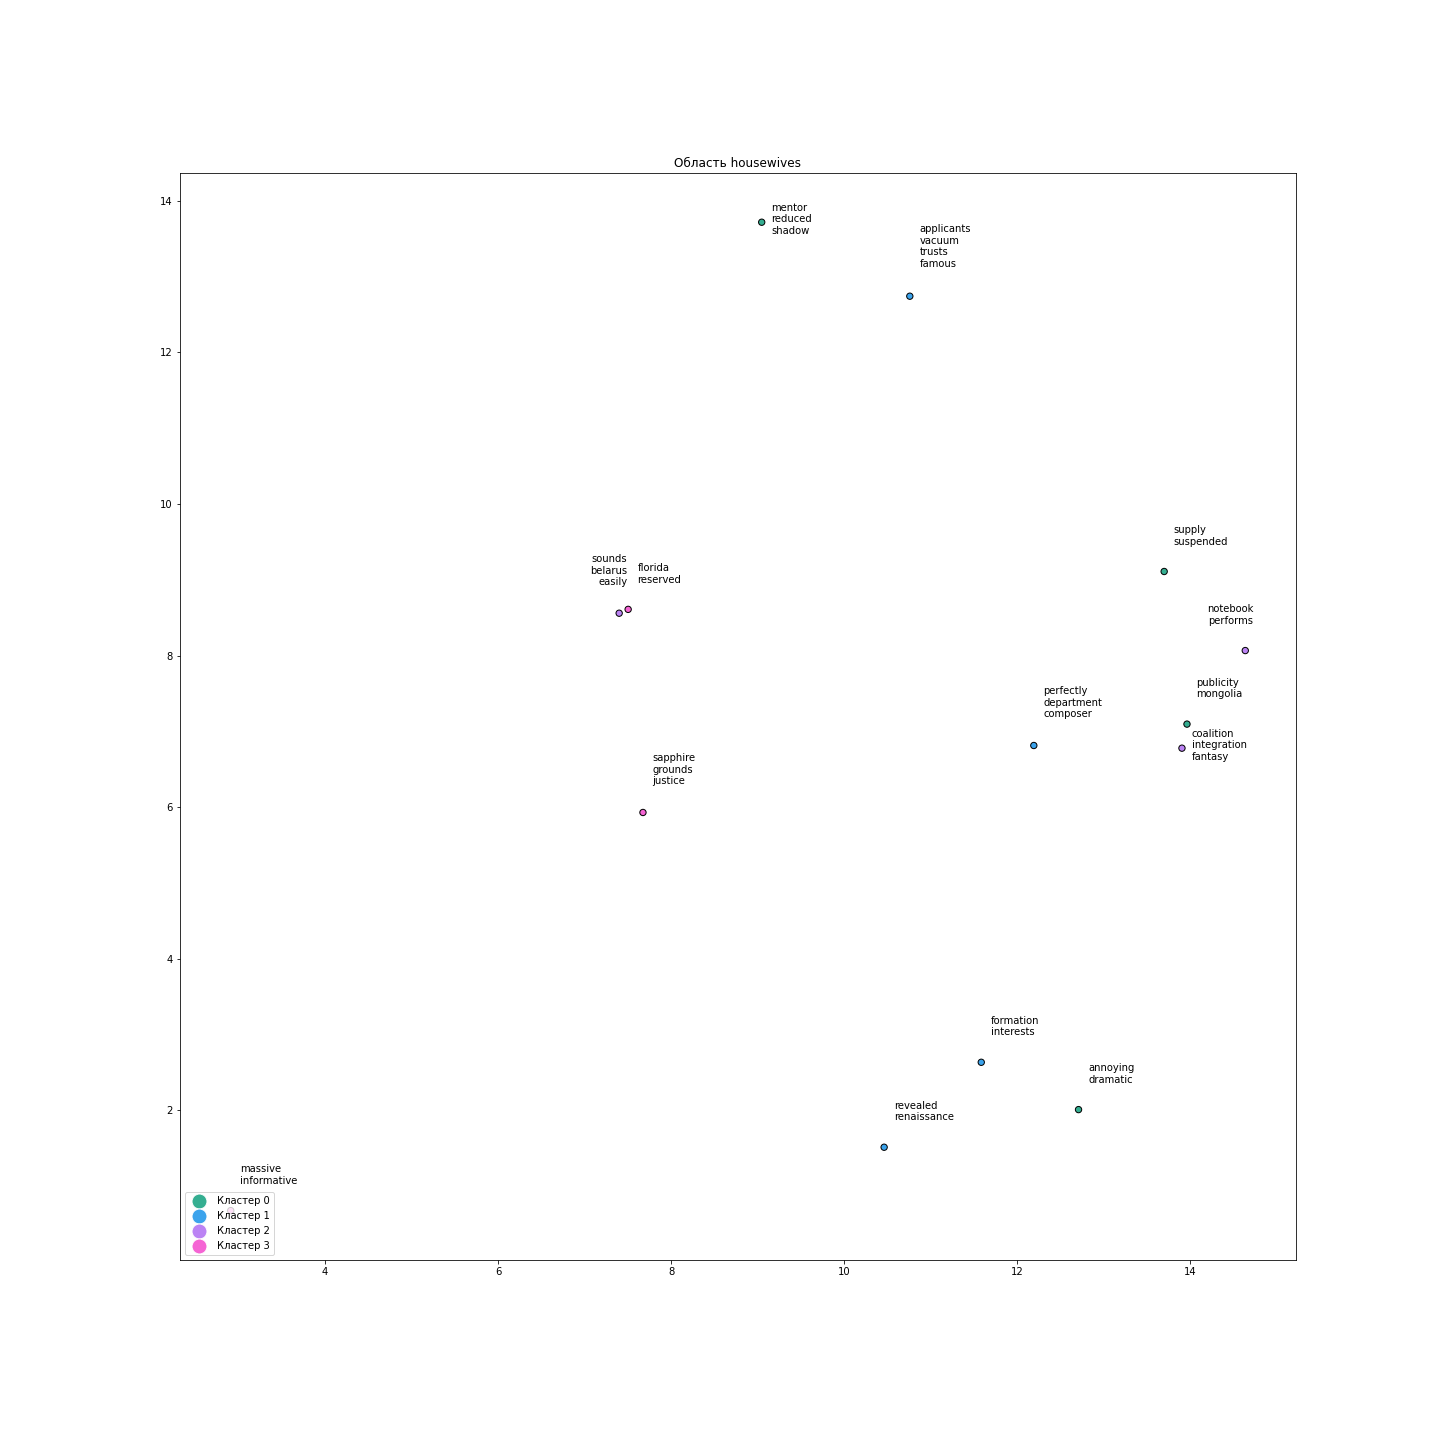 Область housewives
14
12
10
8
6
4
2
mentor
reduced
shadow
applicants
vacuum
trusts
famous
supply
suspended
sounds
belarus
easily
florida
reserved
notebook
performs
publicity
mongolia
perfectly
department
composer
coalition
integration
fantasy
sapphire
grounds
justice
formation
interests
annoying
dramatic
revealed
renaissance
massive
informative
Кластер 0
Кластер 1
Кластер 2
Кластер 3
4
6
8
10
12
14